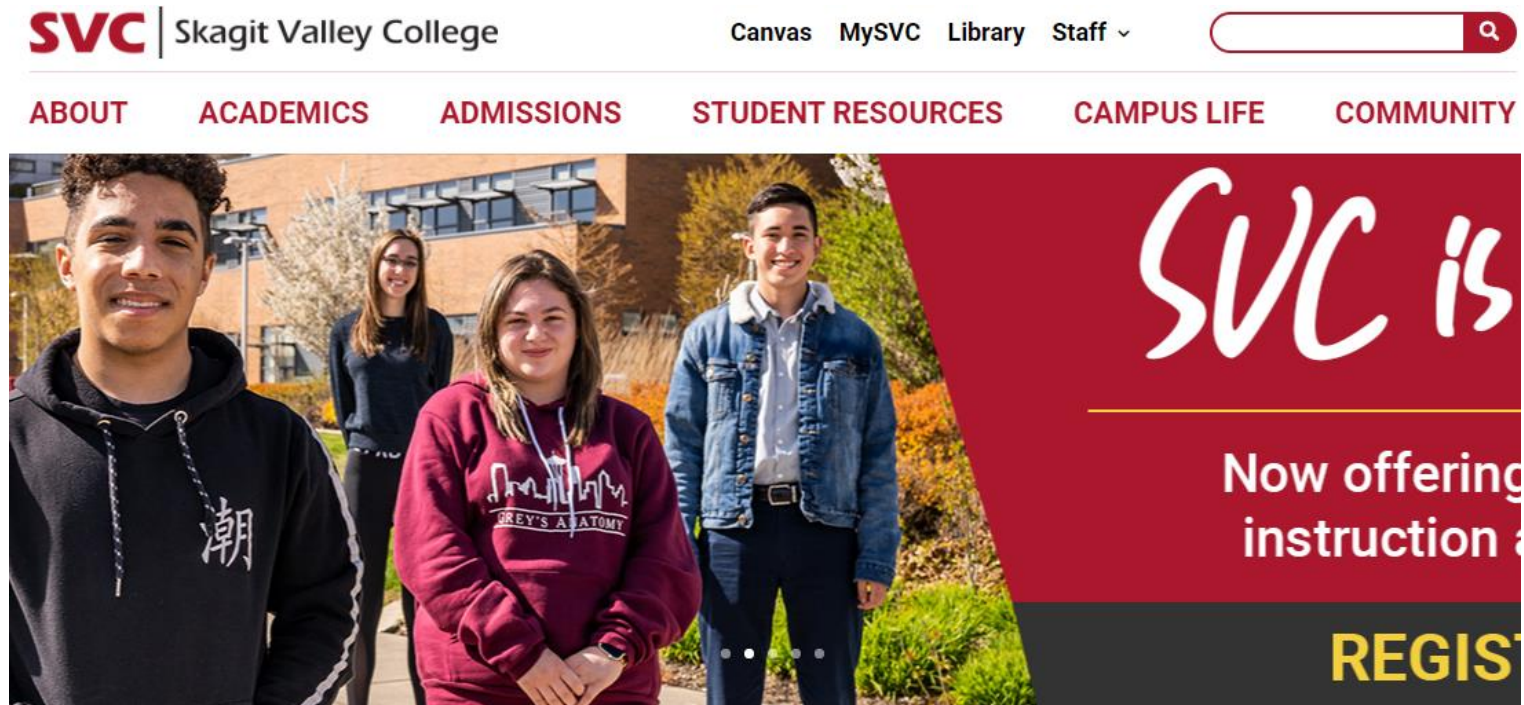 SVC Skagit Valley College
Canvas MySVC Library Staff
ABOUT ACADEMICS ADMISSIONS STUDENT RESOURCES CAMPUS LIFE COMMUNITY
SVC is
Now offering
instruction a
REGIST
潮
GREY'S ANATOMY